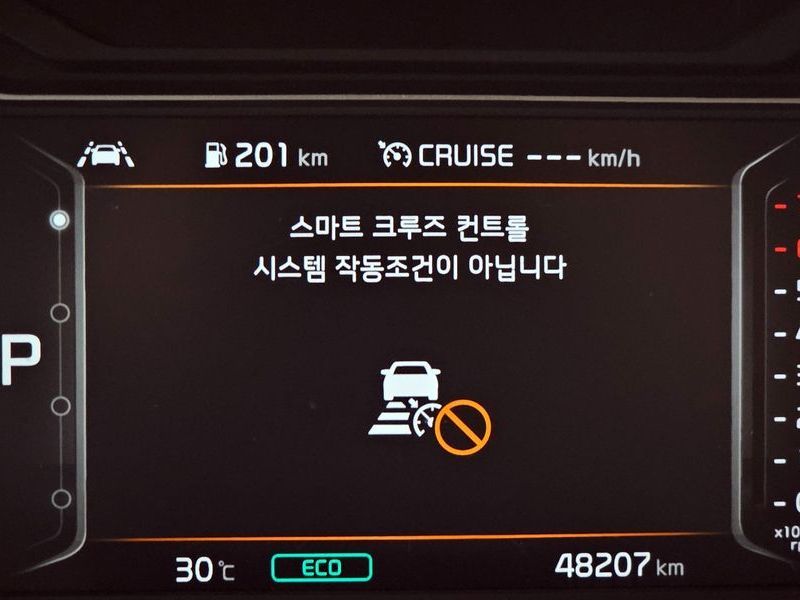 201 km CRUISE --- km/h
스마트 크루즈 컨트롤
시스템 작동조건이 아닙니다
P
30℃ ECO 48207 km